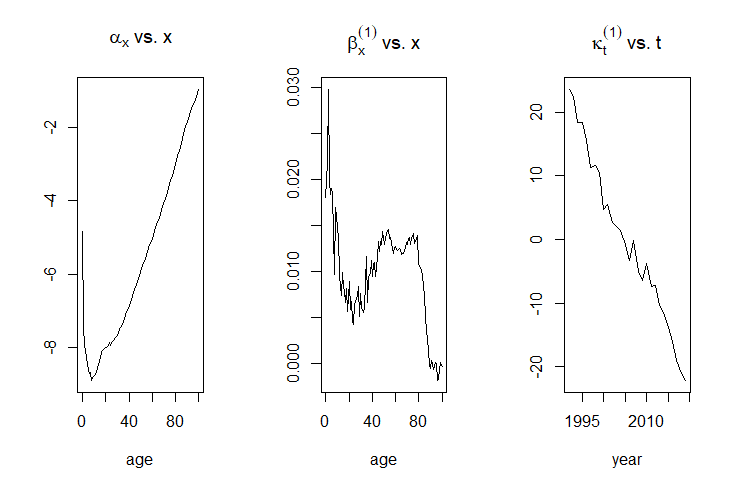 αx vs. x
-2
-4
-6
-8
0 40 80
age
βx(1) vs. x
0.030
0.020
0.010
0.000
0 40 80
age
κt(1) vs. t
20
10
0
-10
-20
1995 2010
year